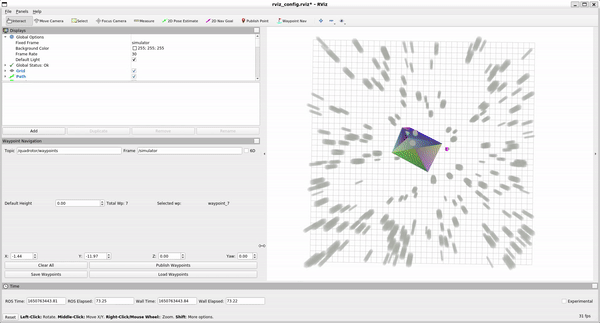 rviz_config.rviz* - RViz
File Panels Help
Interact Move Camera Select Focus Camera Measure 2D Pose Estimate 2D Nav Goal Publish Point Waypoint Nav
Displays
Global Options
Fixed Frame simulator
Background Color 255; 255; 255
Frame Rate 30
Default Light
Global Status: Ok
Grid
Path
Add Duplicate Remove Rename
Waypoint Navigation
Topic /quadrotor/waypoints Frame /simulator 6D
Default Height 0.00 Total Wp: 7 Selected wp: waypoint_7
X: -1.44 Y: -11.97 Z: 0.00 Yaw: 0.00
Clear All Publish Waypoints
Save Waypoints Load Waypoints
Time
ROS Time: 1650763443.81 ROS Elapsed: 73.25 Wall Time: 1650763443.84 Wall Elapsed: 73.22 Experimental
Reset Left-Click: Rotate. Middle-Click: Move X/Y. Right-Click/Mouse Wheel: Zoom. Shift: More options. 31 fps